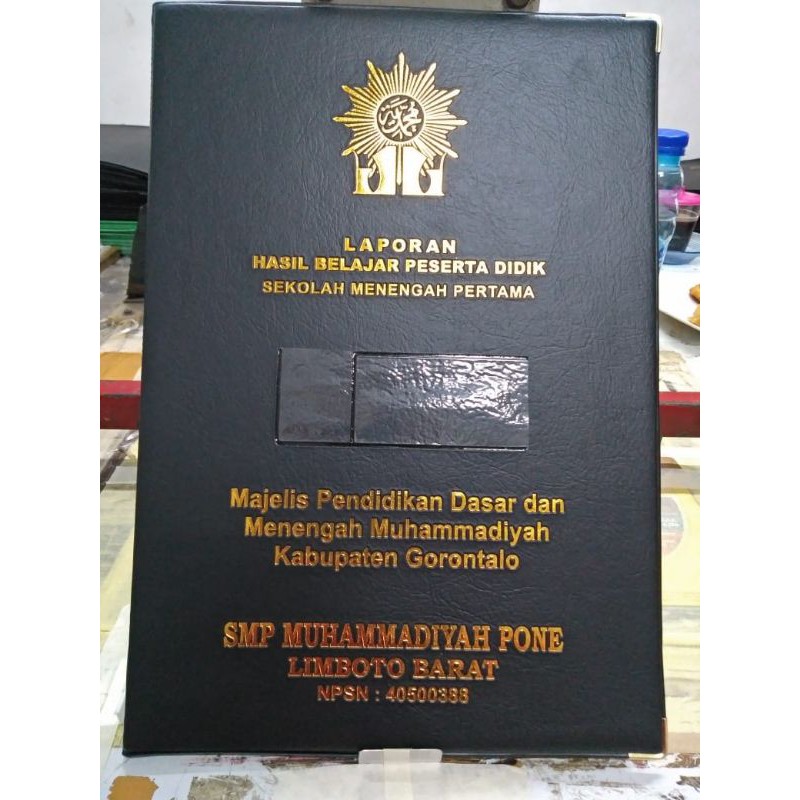 محمدية
LAPORAN
HASIL BELAJAR PESERTA DIDIK
SEKOLAH MENENGAH PERTAMA
Majelis Pendidikan Dasar dan
Menengah Muhammadiyah
Kabupaten Gorontalo
SMP MUHAMMADIYAH PONE
LIMBOTO BARAT
NPSN : 40500388